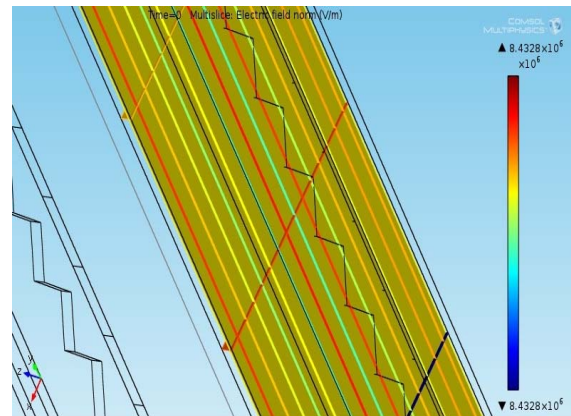 Time=0 Multislice: Electric field norm (V/m)
COMSOL
MULTIPHYSICS
▲ 8.4328×10⁶
×10⁶
▼ 8.4328×10⁶
y
z
x